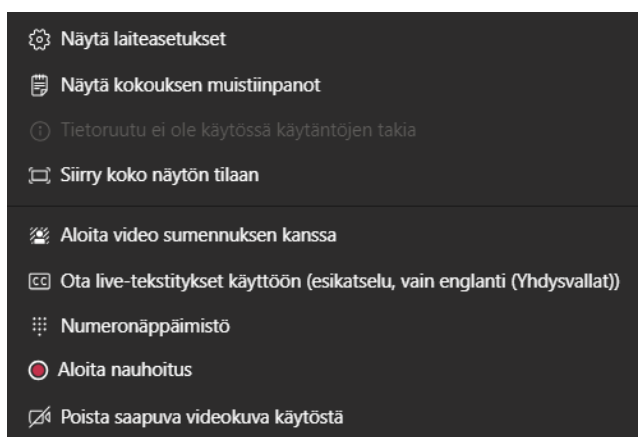 Näytä laiteasetukset
Näytä kokouksen muistiinpanot
Tietoruutu ei ole käytössä käytäntöjen takia
Siirry koko näytön tilaan
Aloita video sumennuksen kanssa
CC Ota live-tekstitykset käyttöön (esikatselu, vain englanti (Yhdysvallat))
Numeronäppäimistö
Aloita nauhoitus
Poista saapuva videokuva käytöstä